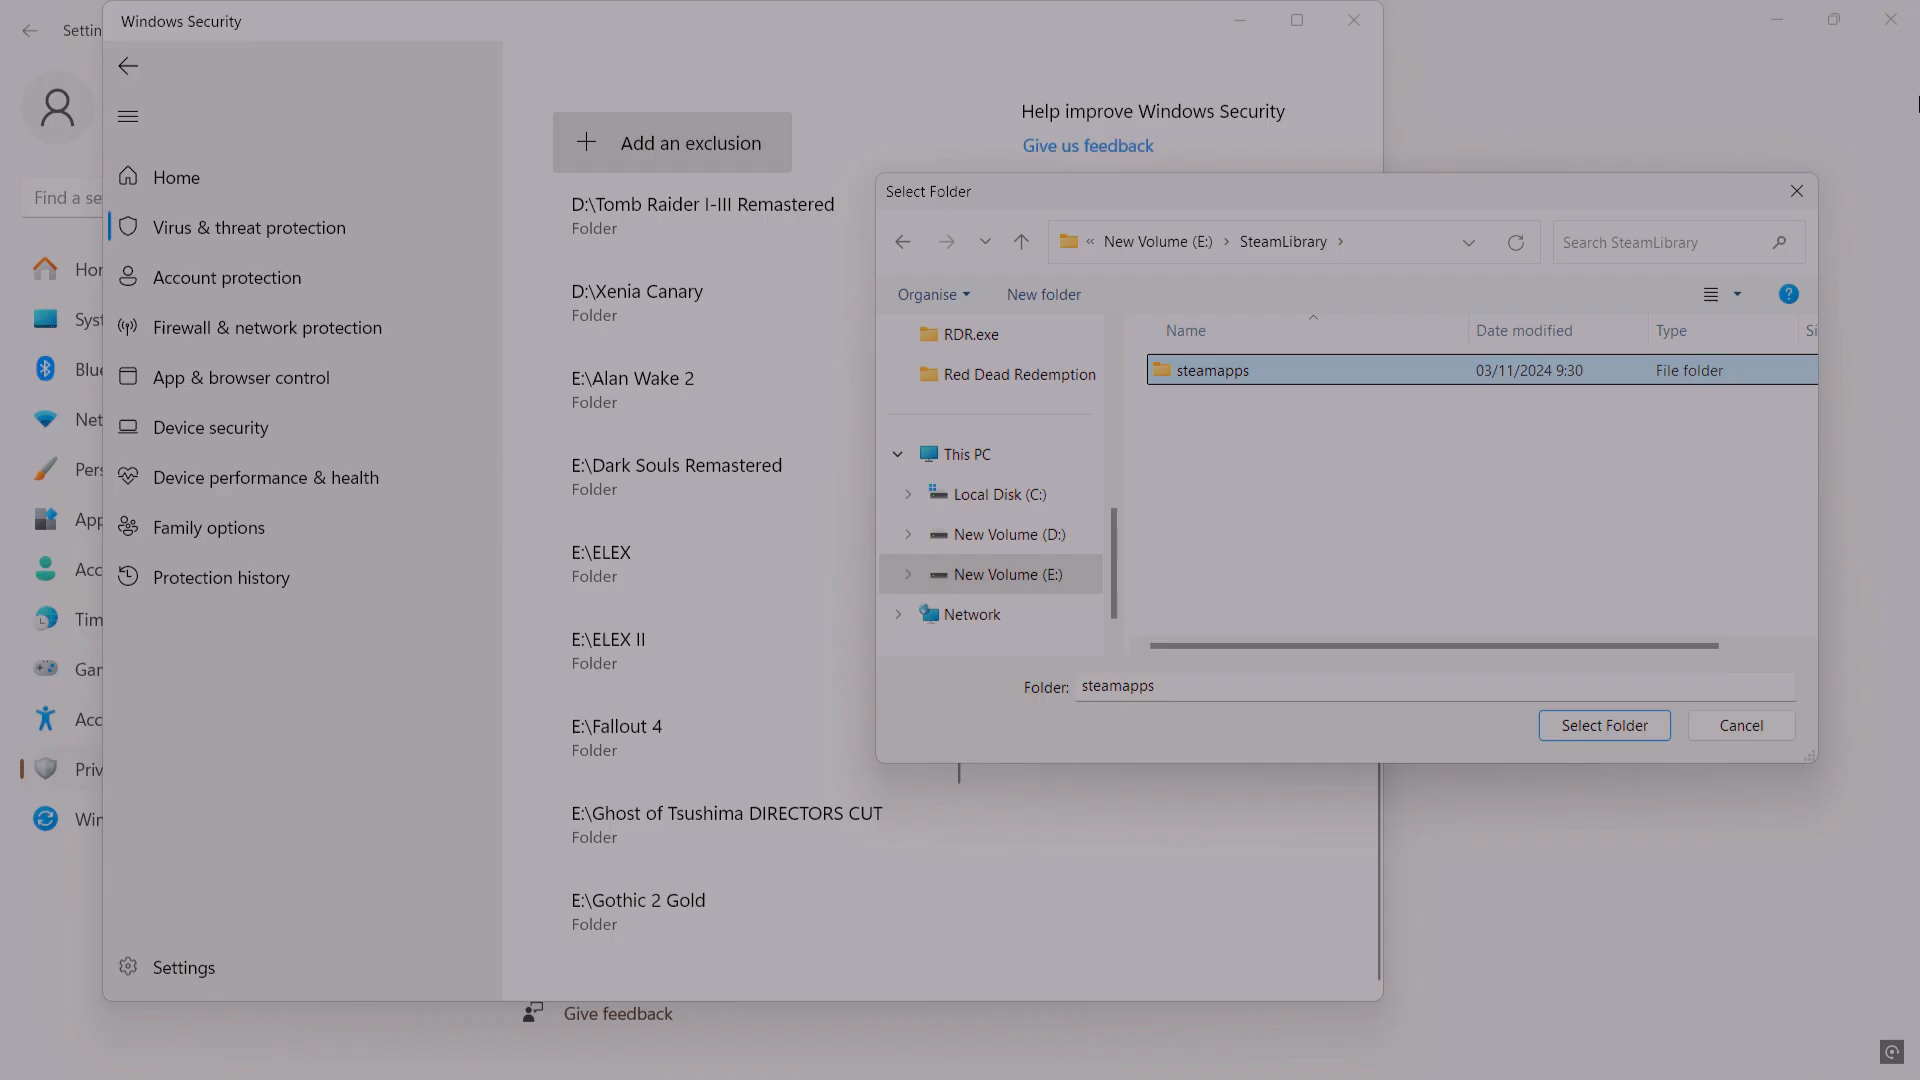 Settin
Find a se
Hor
Syst
Blue
Net
Pers
App
Acc
Tim
Gar
Acc
Priv
Wir
Windows Security
Home
Virus & threat protection
Account protection
Firewall & network protection
App & browser control
Device security
Device performance & health
Family options
Protection history
Settings
Add an exclusion
D:\Tomb Raider I-III Remastered
Folder
D:\Xenia Canary
Folder
E:\Alan Wake 2
Folder
E:\Dark Souls Remastered
Folder
E:\ELEX
Folder
E:\ELEX II
Folder
E:\Fallout 4
Folder
E:\Ghost of Tsushima DIRECTORS CUT
Folder
E:\Gothic 2 Gold
Folder
Give feedback
Help improve Windows Security
Give us feedback
Select Folder
« New Volume (E:) › SteamLibrary ›
Search SteamLibrary
Organise
New folder
RDR.exe
Red Dead Redemption
This PC
Local Disk (C:)
New Volume (D:)
New Volume (E:)
Network
Name Date modified Type Si
steamapps 03/11/2024 9:30 File folder
Folder: steamapps
Select Folder
Cancel